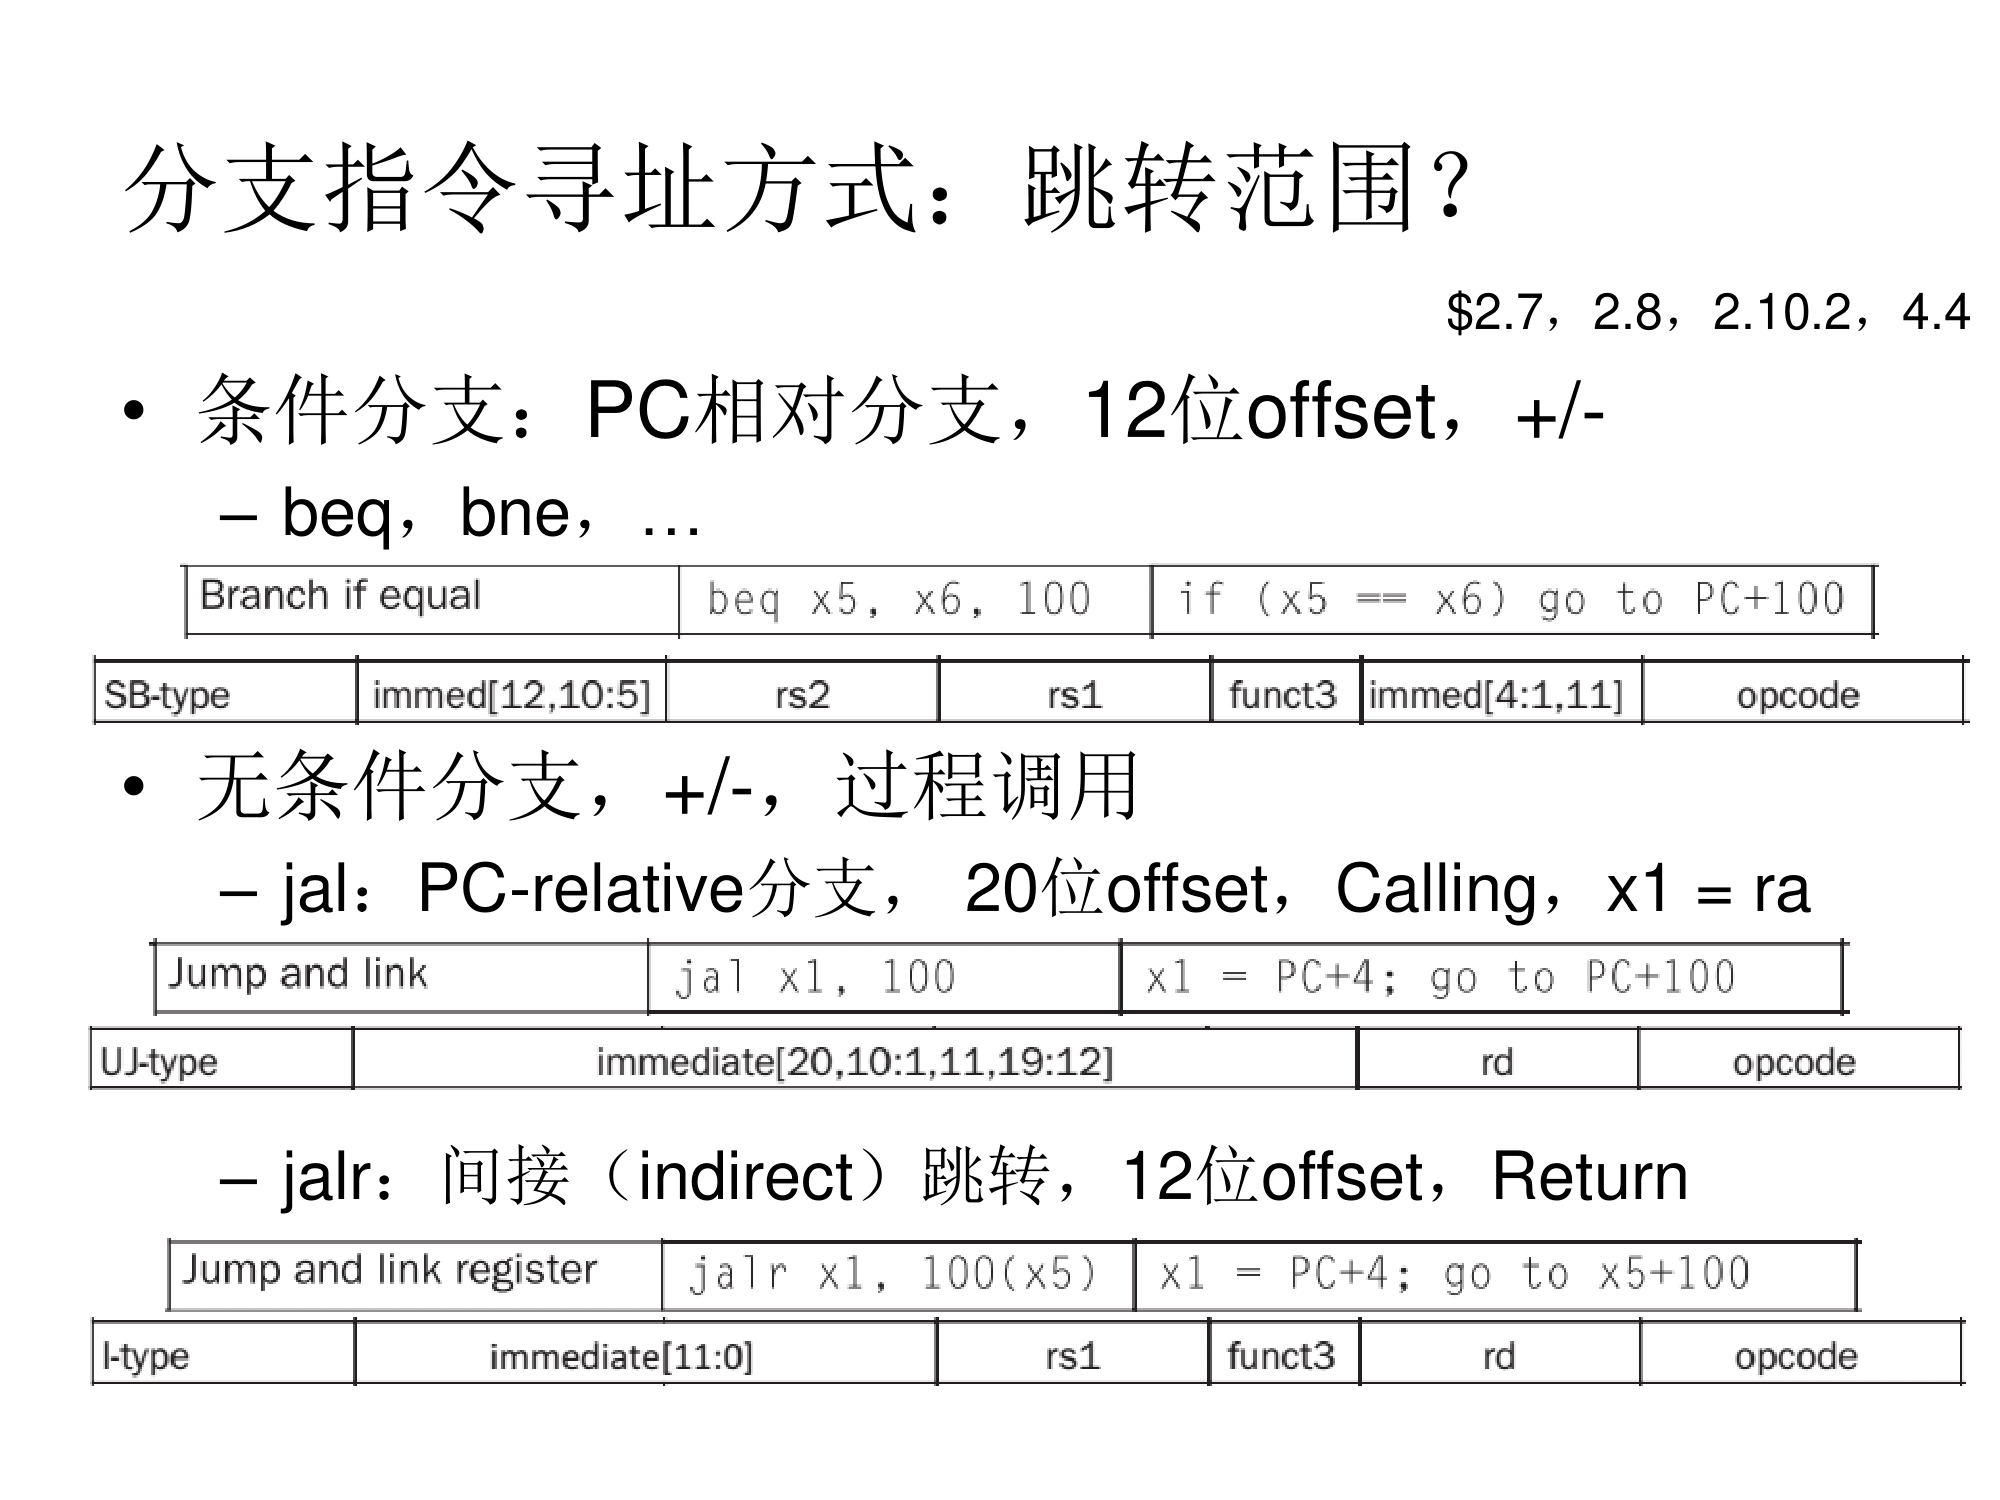 分支指令寻址方式：跳转范围？
$2.7，2.8，2.10.2，4.4
• 条件分支：PC相对分支，12位offset，+/-
– beq，bne，…
Branch if equal beq x5, x6, 100 if (x5 == x6) go to PC+100
SB-type immed[12,10:5] rs2 rs1 funct3 immed[4:1,11] opcode
• 无条件分支，+/-，过程调用
– jal：PC-relative分支， 20位offset，Calling，x1 = ra
Jump and link jal x1, 100 x1 = PC+4; go to PC+100
UJ-type immediate[20,10:1,11,19:12] rd opcode
– jalr：间接（indirect）跳转，12位offset，Return
Jump and link register jalr x1, 100(x5) x1 = PC+4; go to x5+100
I-type immediate[11:0] rs1 funct3 rd opcode